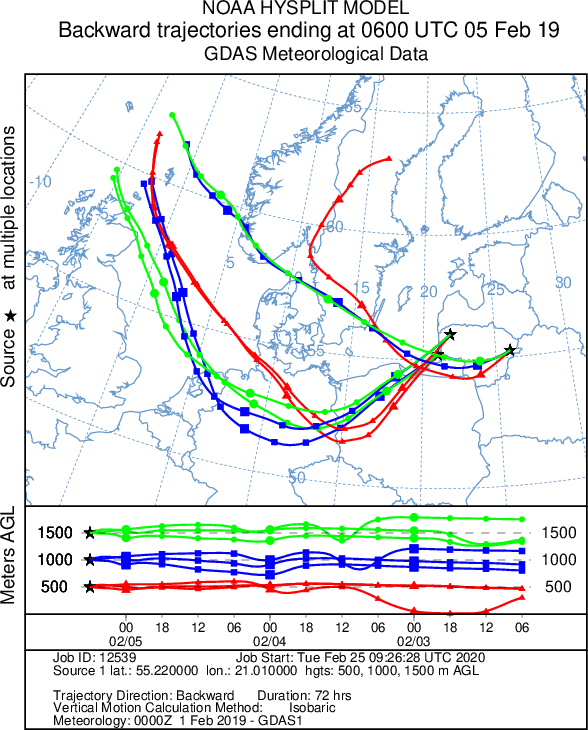 NOAA HYSPLIT MODEL
Backward trajectories ending at 0600 UTC 05 Feb 19
GDAS Meteorological Data
Source ★ at multiple locations
-10
5
60
15
20
25
30
55
50
Meters AGL
1500 1500
1000 1000
500 500
00 18 12 06 00 18 12 06 00 18 12 06
02/05 02/04 02/03
Job ID: 12539 Job Start: Tue Feb 25 09:26:28 UTC 2020
Source 1 lat.: 55.220000 lon.: 21.010000 hgts: 500, 1000, 1500 m AGL
Trajectory Direction: Backward Duration: 72 hrs
Vertical Motion Calculation Method: Isobaric
Meteorology: 0000Z 1 Feb 2019 - GDAS1